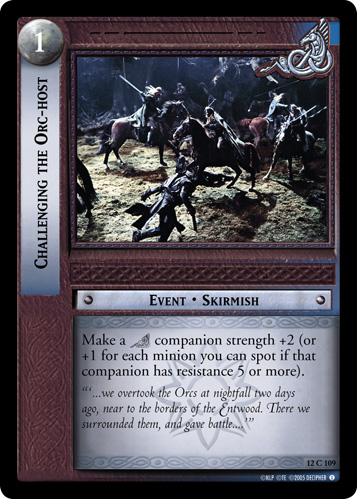 1
CHALLENGING THE ORC-HOST
EVENT • SKIRMISH
Make a companion strength +2 (or
+1 for each minion you can spot if that
companion has resistance 5 or more).
“‘...we overtook the Orcs at nightfall two days
ago, near to the borders of the Entwood. There we
surrounded them, and gave battle....’”
12 C 109
©NLP ©TE ©2005 DECIPHER